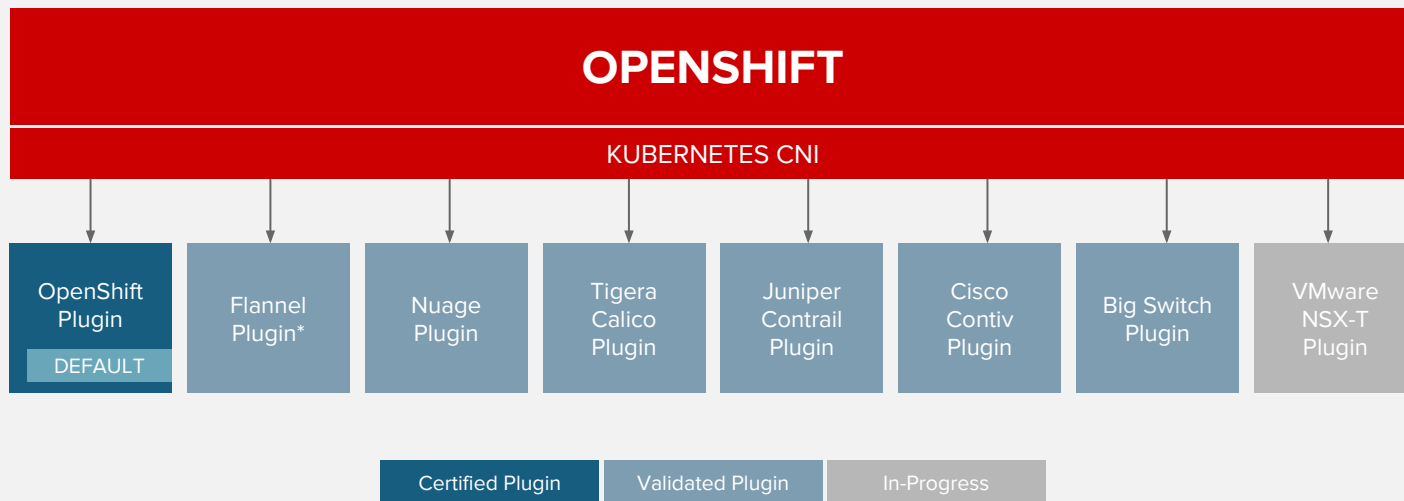 OPENSHIFT
KUBERNETES CNI
OpenShift
Plugin
DEFAULT
Flannel
Plugin*
Nuage
Plugin
Tigera
Calico
Plugin
Juniper
Contrail
Plugin
Cisco
Contiv
Plugin
Big Switch
Plugin
VMware
NSX-T
Plugin
Certified Plugin
Validated Plugin
In-Progress